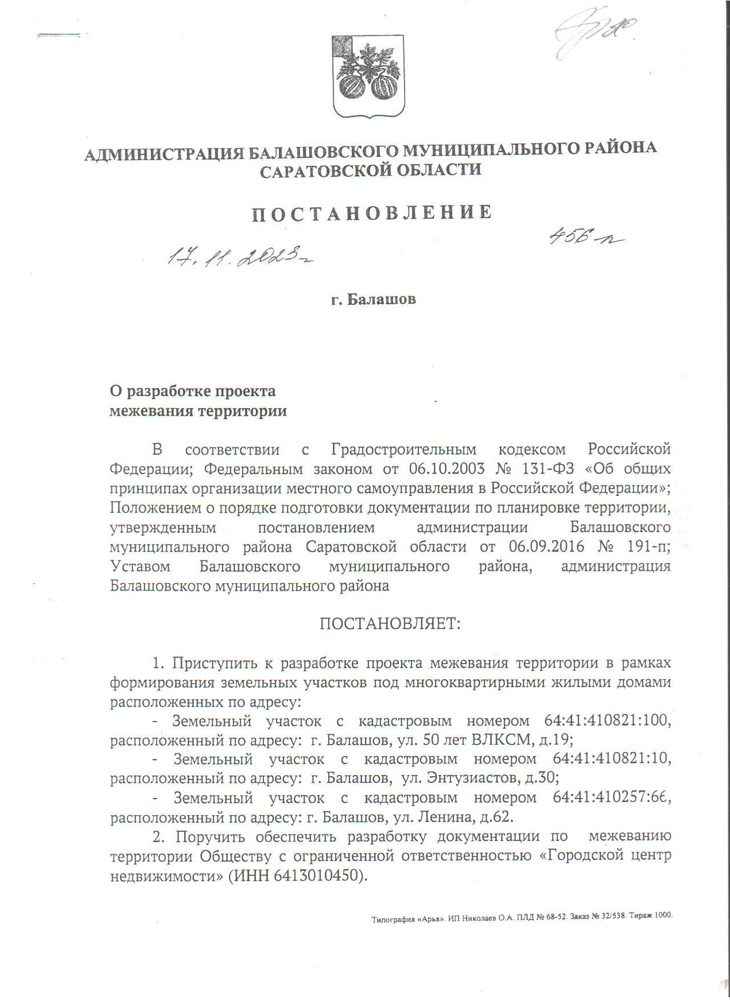 АДМИНИСТРАЦИЯ БАЛАШОВСКОГО МУНИЦИПАЛЬНОГО РАЙОНА
САРАТОВСКОЙ ОБЛАСТИ
ПОСТАНОВЛЕНИЕ
456-п
17.11.2023г
г. Балашов
О разработке проекта
межевания территории
В соответствии с Градостроительным кодексом Российской
Федерации; Федеральным законом от 06.10.2003 № 131-ФЗ «Об общих
принципах организации местного самоуправления в Российской Федерации»;
Положением о порядке подготовки документации по планировке территории,
утвержденным постановлением администрации Балашовского
муниципального района Саратовской области от 06.09.2016 № 191-п;
Уставом Балашовского муниципального района, администрация
Балашовского муниципального района
ПОСТАНОВЛЯЕТ:
1. Приступить к разработке проекта межевания территории в рамках
формирования земельных участков под многоквартирными жилыми домами
расположенных по адресу:
- Земельный участок с кадастровым номером 64:41:410821:100,
расположенный по адресу: г. Балашов, ул. 50 лет ВЛКСМ, д.19;
- Земельный участок с кадастровым номером 64:41:410821:10,
расположенный по адресу: г. Балашов, ул. Энтузиастов, д.30;
- Земельный участок с кадастровым номером 64:41:410257:66,
расположенный по адресу: г. Балашов, ул. Ленина, д.62.
2. Поручить обеспечить разработку документации по межеванию
территории Обществу с ограниченной ответственностью «Городской центр
недвижимости» (ИНН 6413010450).
Типография «Арья». ИП Николаев О.А. ПЛД № 68-52. Заказ № 32/538. Тираж 1000.